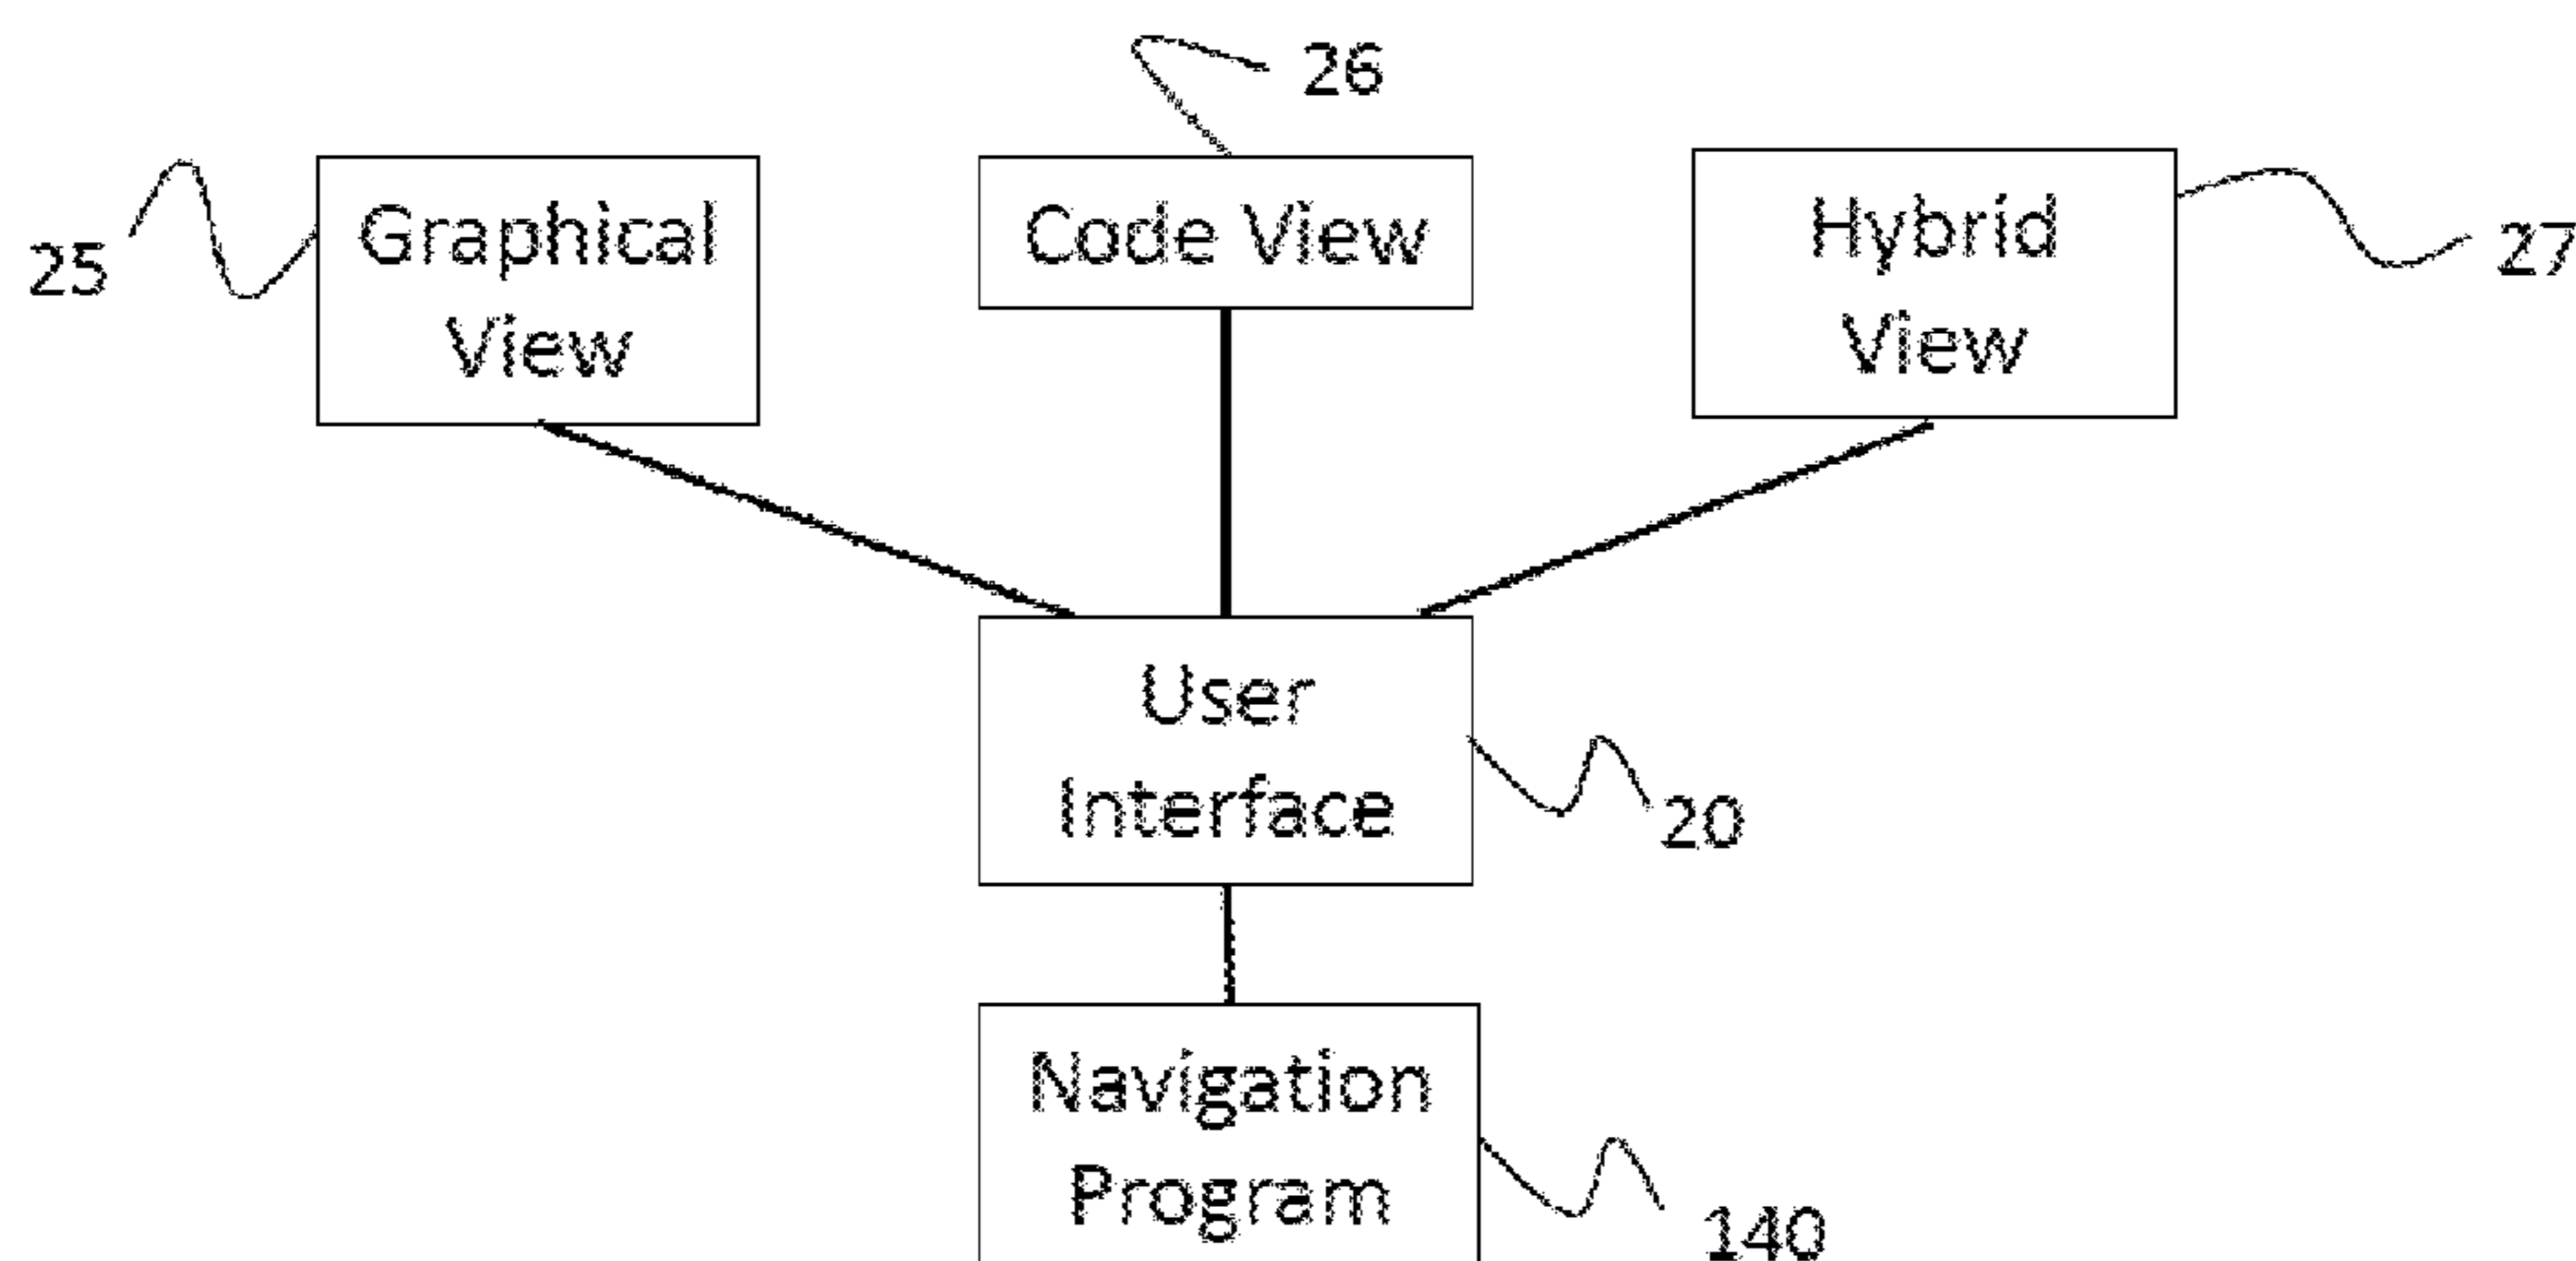 26
25
Graphical
View
Code View
Hybrid
View
27
User
Interface
20
Navigation
Program
140